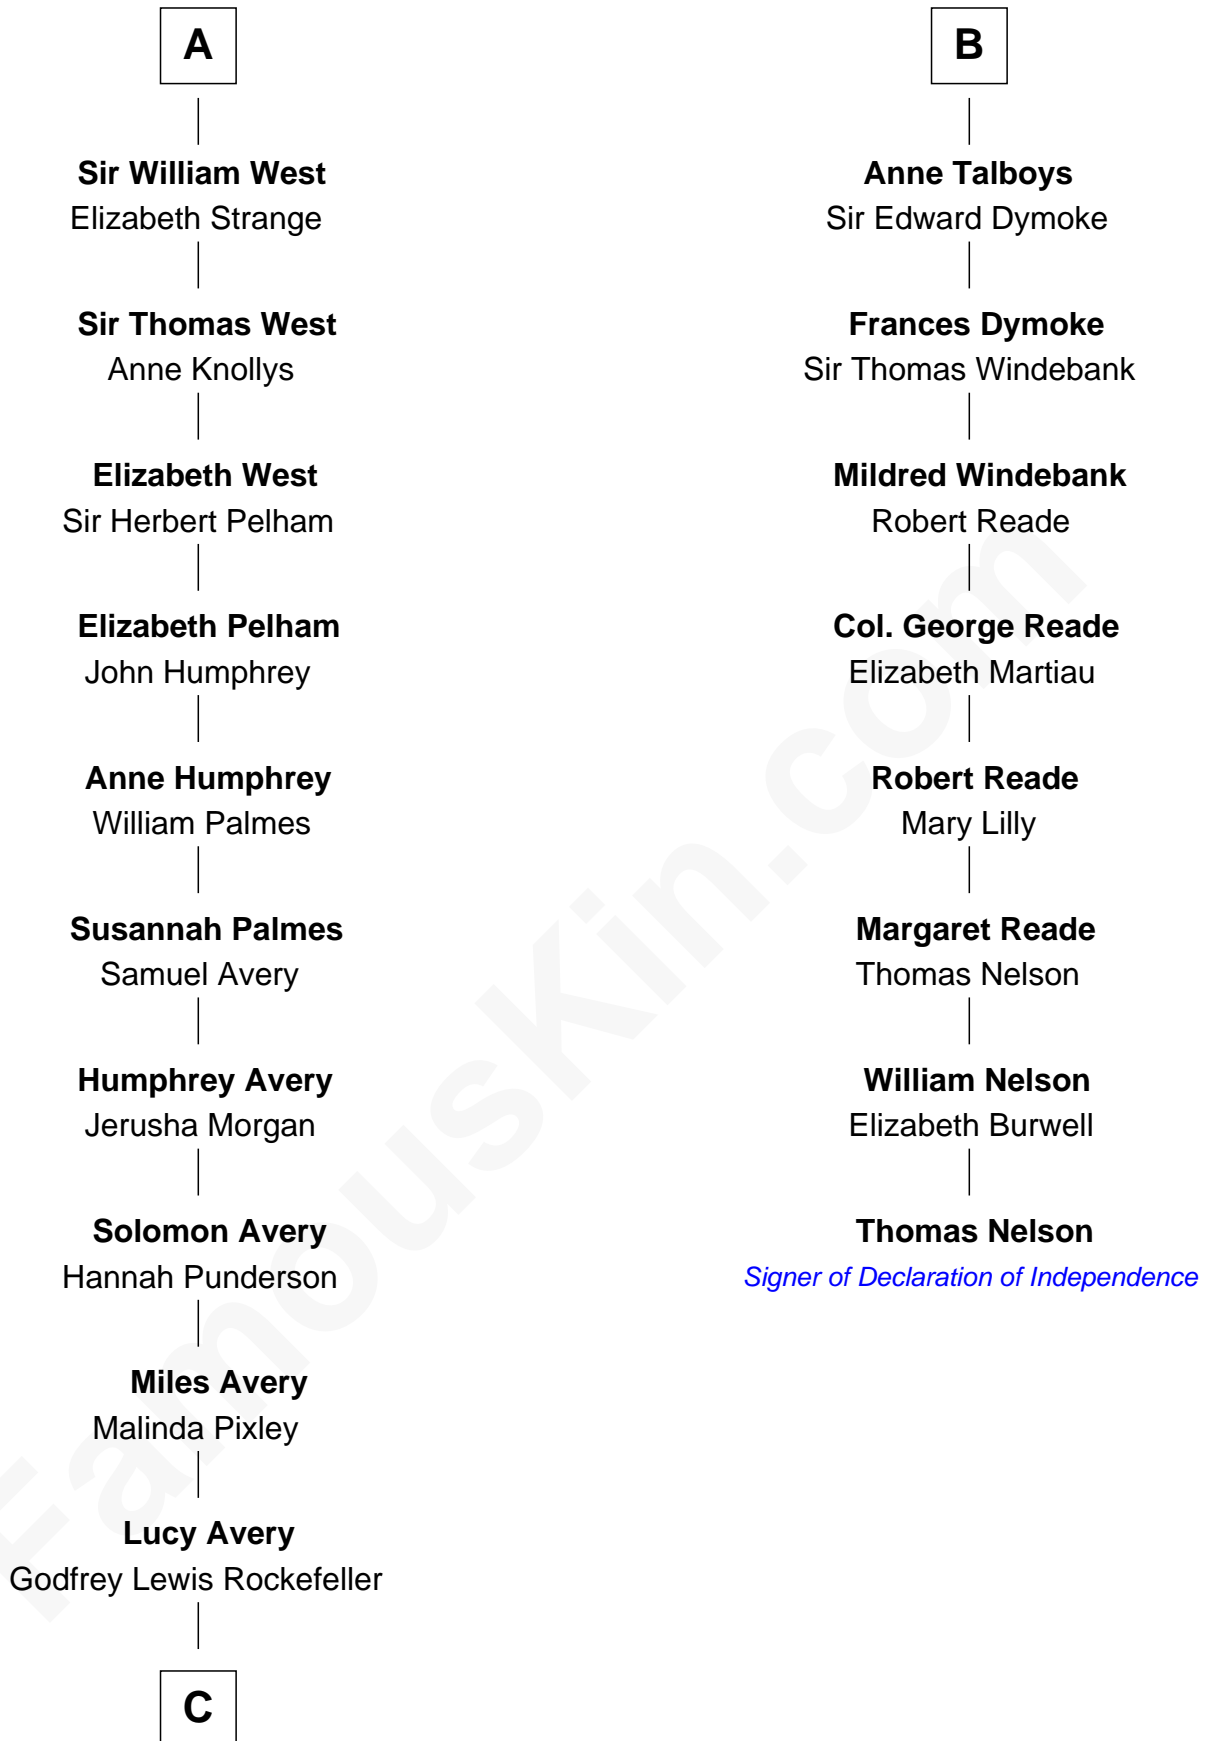 A
Sir William West
Elizabeth Strange
Sir Thomas West
Anne Knollys
Elizabeth West
Sir Herbert Pelham
Elizabeth Pelham
John Humphrey
Anne Humphrey
William Palmes
Susannah Palmes
Samuel Avery
Humphrey Avery
Jerusha Morgan
Solomon Avery
Hannah Punderson
Miles Avery
Malinda Pixley
Lucy Avery
Godfrey Lewis Rockefeller
C
B
Anne Talboys
Sir Edward Dymoke
Frances Dymoke
Sir Thomas Windebank
Mildred Windebank
Robert Reade
Col. George Reade
Elizabeth Martiau
Robert Reade
Mary Lilly
Margaret Reade
Thomas Nelson
William Nelson
Elizabeth Burwell
Thomas Nelson
Signer of Declaration of Independence
FamousKin.com